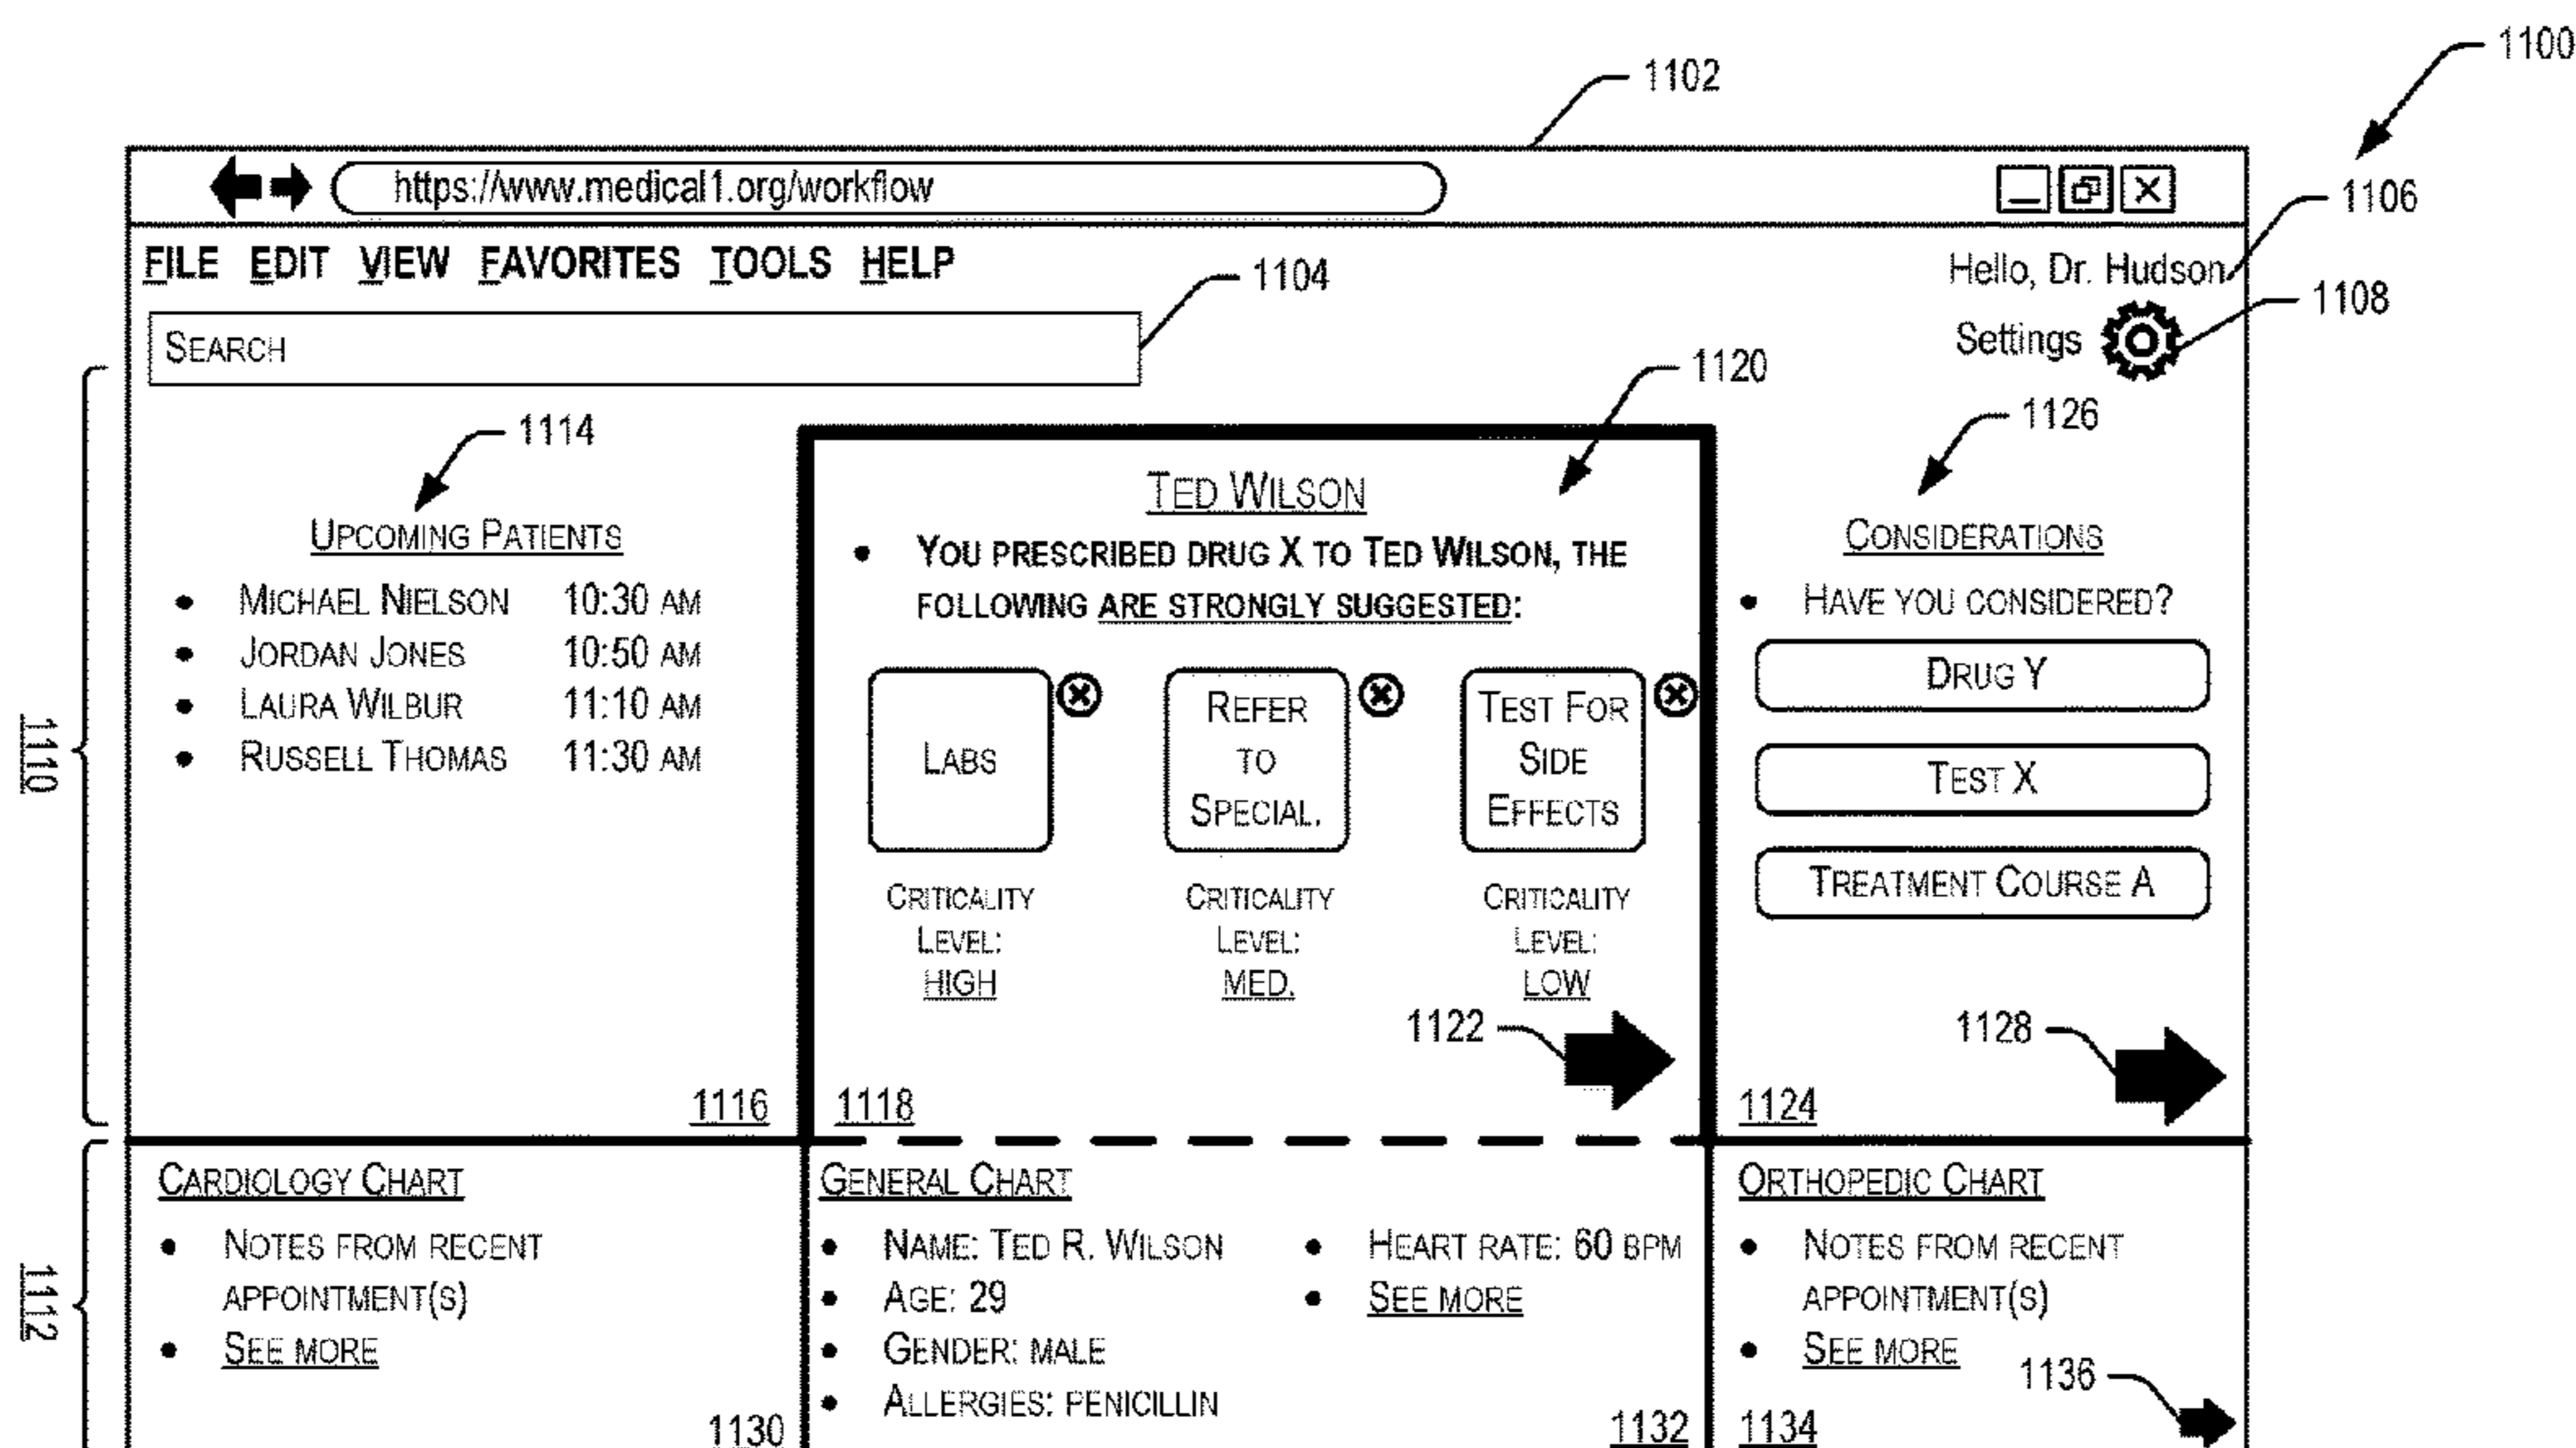 1100
1102
https://www.medical1.org/workflow
1106
FILE EDIT VIEW FAVORITES TOOLS HELP
1104
Hello, Dr. Hudson
1108
SEARCH
Settings
1120
1126
1114
1110
UPCOMING PATIENTS
• MICHAEL NIELSON 10:30 AM
• JORDAN JONES 10:50 AM
• LAURA WILBUR 11:10 AM
• RUSSELL THOMAS 11:30 AM
1116
TED WILSON
• YOU PRESCRIBED DRUG X TO TED WILSON, THE
FOLLOWING ARE STRONGLY SUGGESTED:
LABS
CRITICALITY
LEVEL:
HIGH
REFER
TO
SPECIAL.
CRITICALITY
LEVEL:
MED.
TEST FOR
SIDE
EFFECTS
CRITICALITY
LEVEL:
LOW
1122
1118
CONSIDERATIONS
• HAVE YOU CONSIDERED?
DRUG Y
TEST X
TREATMENT COURSE A
1128
1124
1112
CARDIOLOGY CHART
• NOTES FROM RECENT
APPOINTMENT(S)
• SEE MORE
1130
GENERAL CHART
• NAME: TED R. WILSON
• AGE: 29
• GENDER: MALE
• ALLERGIES: PENICILLIN
• HEART RATE: 60 BPM
• SEE MORE
1132
ORTHOPEDIC CHART
• NOTES FROM RECENT
APPOINTMENT(S)
• SEE MORE
1136
1134